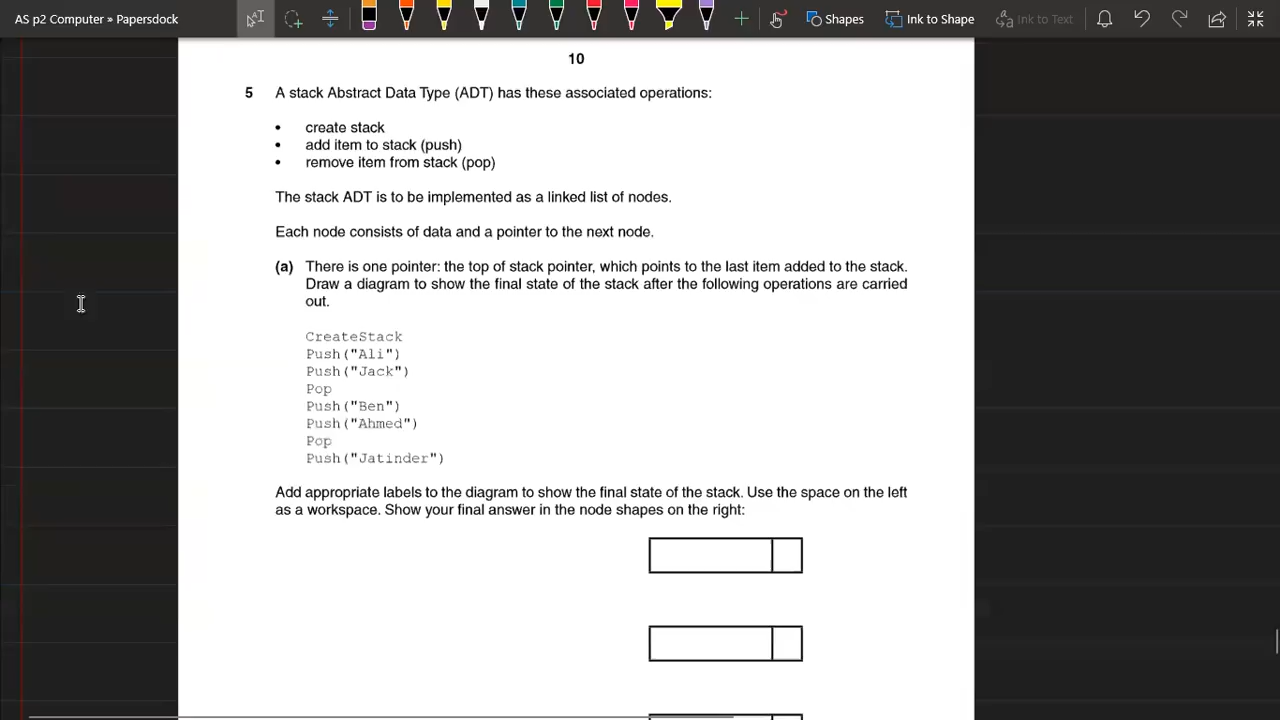 AS p2 Computer » Papersdock
Shapes
Ink to Shape
Ink to Text
10
5 A stack Abstract Data Type (ADT) has these associated operations:
• create stack
• add item to stack (push)
• remove item from stack (pop)
The stack ADT is to be implemented as a linked list of nodes.
Each node consists of data and a pointer to the next node.
(a) There is one pointer: the top of stack pointer, which points to the last item added to the stack.
Draw a diagram to show the final state of the stack after the following operations are carried
out.
CreateStack
Push("Ali")
Push("Jack")
Pop
Push("Ben")
Push("Ahmed")
Pop
Push("Jatinder")
Add appropriate labels to the diagram to show the final state of the stack. Use the space on the left
as a workspace. Show your final answer in the node shapes on the right: